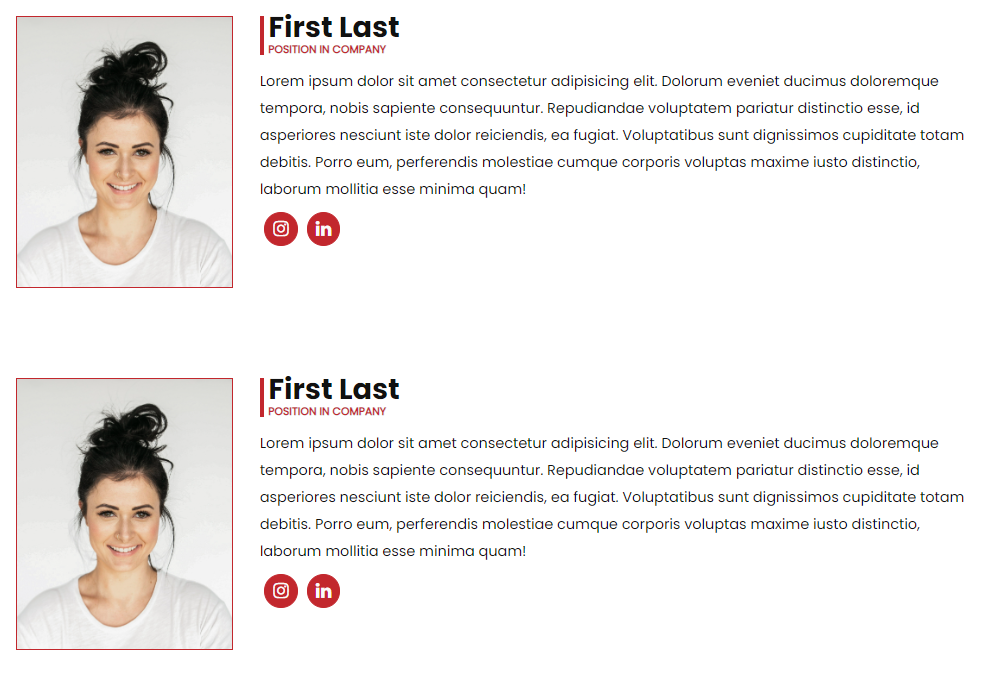 First Last
POSITION IN COMPANY
Lorem ipsum dolor sit amet consectetur adipisicing elit. Dolorum eveniet ducimus doloremque
tempora, nobis sapiente consequuntur. Repudiandae voluptatem pariatur distinctio esse, id
asperiores nesciunt iste dolor reiciendis, ea fugiat. Voluptatibus sunt dignissimos cupiditate totam
debitis. Porro eum, perferendis molestiae cumque corporis voluptas maxime iusto distinctio,
laborum mollitia esse minima quam!
in
First Last
POSITION IN COMPANY
Lorem ipsum dolor sit amet consectetur adipisicing elit. Dolorum eveniet ducimus doloremque
tempora, nobis sapiente consequuntur. Repudiandae voluptatem pariatur distinctio esse, id
asperiores nesciunt iste dolor reiciendis, ea fugiat. Voluptatibus sunt dignissimos cupiditate totam
debitis. Porro eum, perferendis molestiae cumque corporis voluptas maxime iusto distinctio,
laborum mollitia esse minima quam!
in